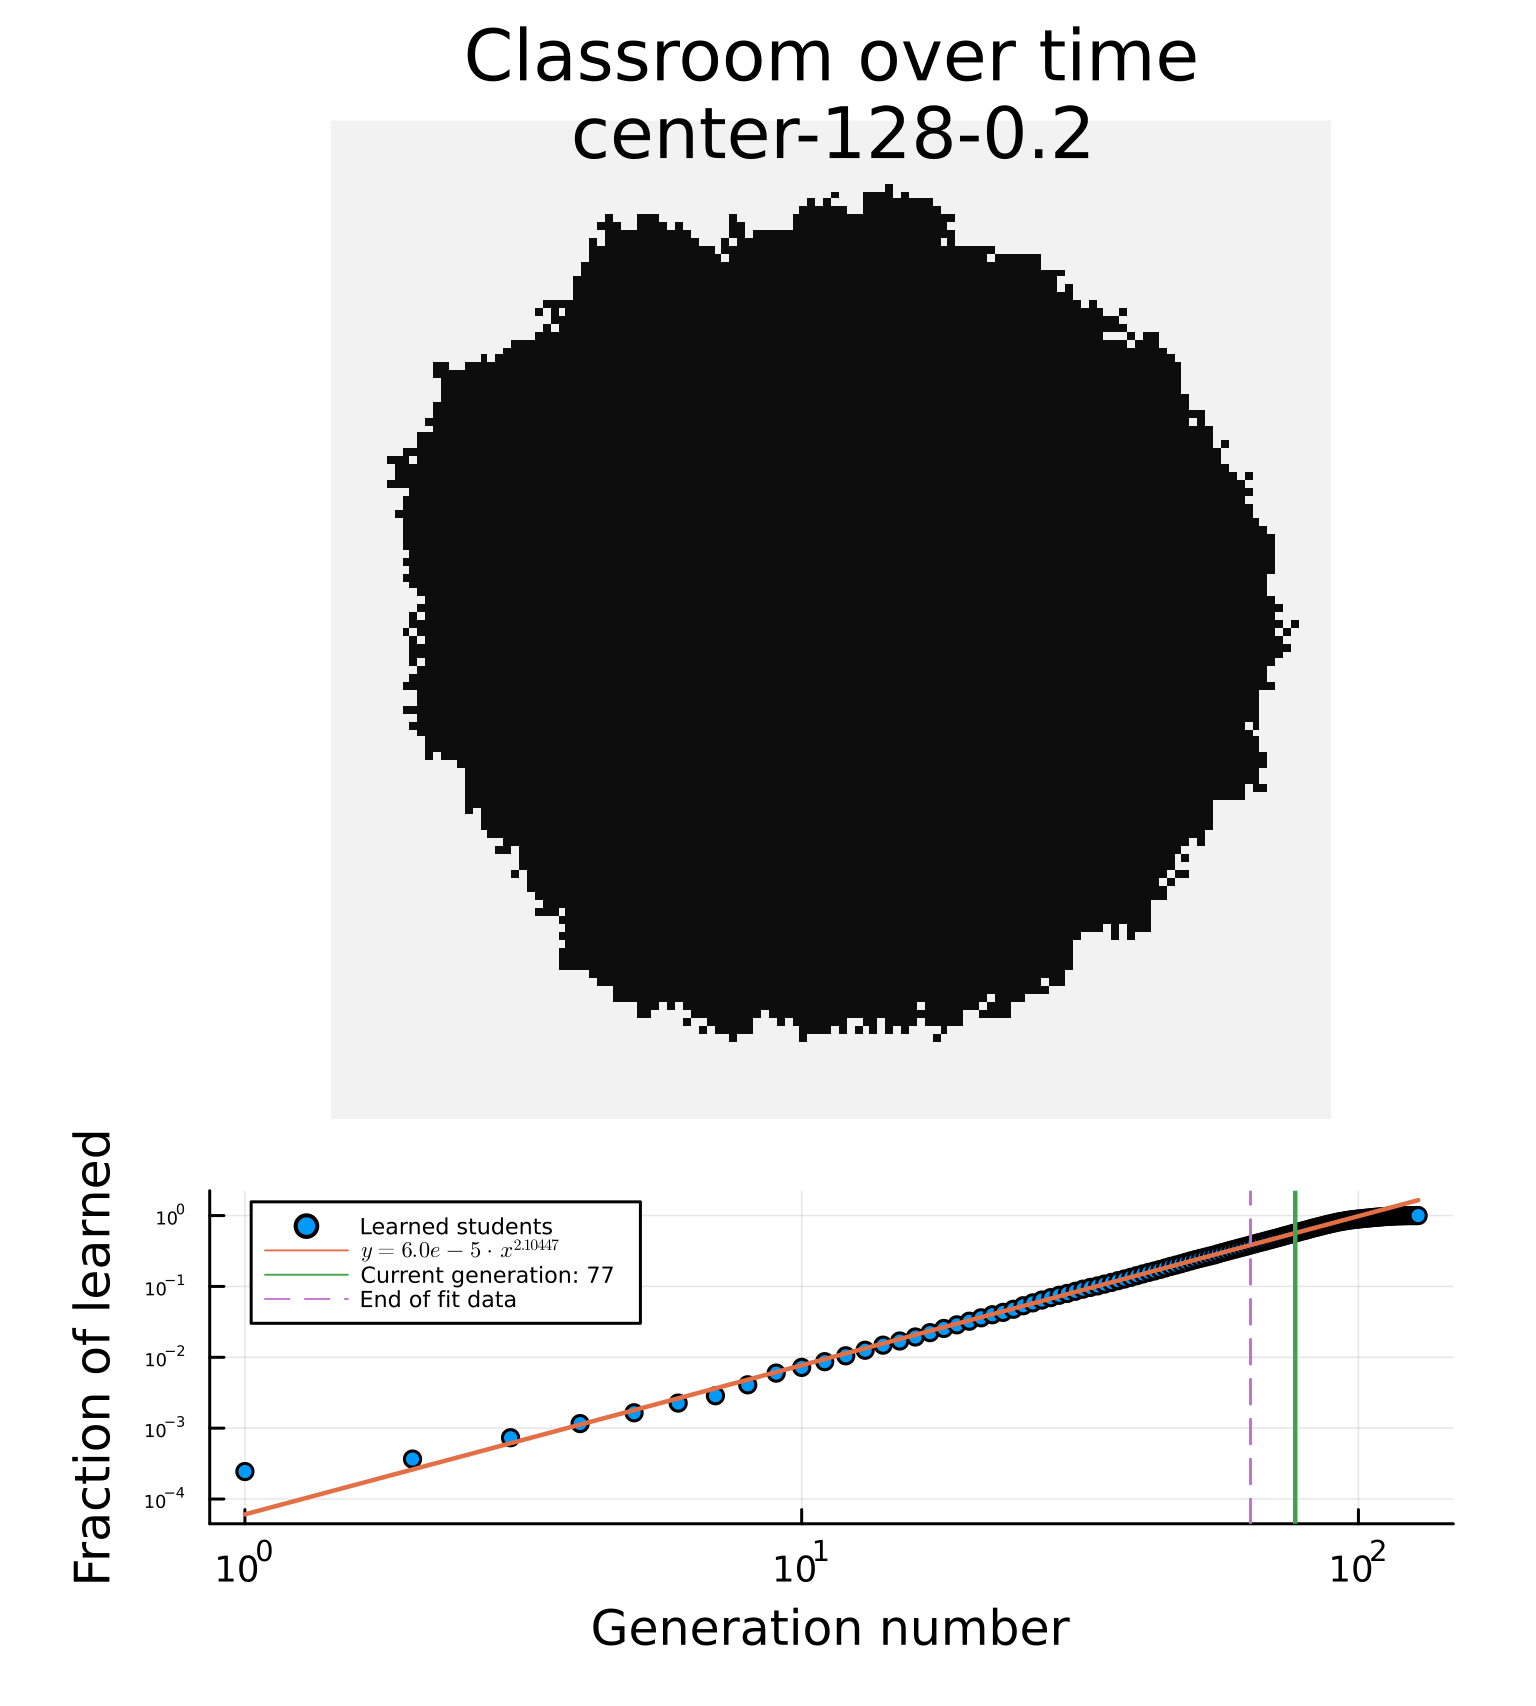 Classroom over time
center-128-0.2
Fraction of learned
10^0
10^−1
10^−2
10^−3
10^−4
Learned students
y = 6.0e − 5 · x^2.10447
Current generation: 77
End of fit data
10^0 10^1 10^2
Generation number